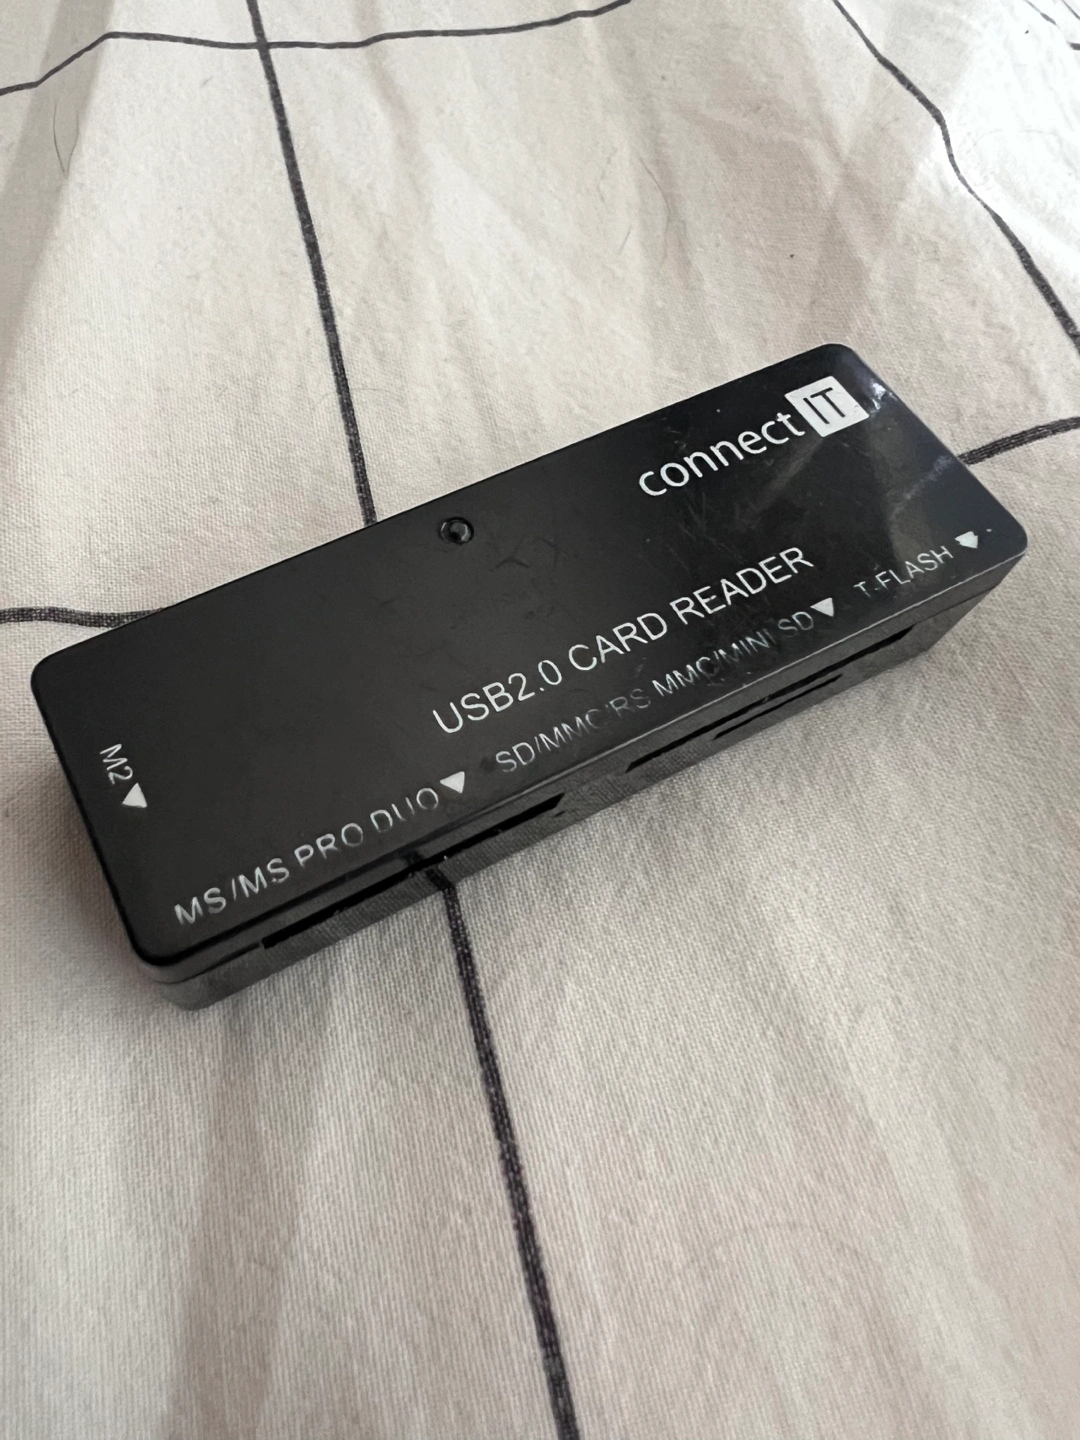 connect IT
USB2.0 CARD READER
M2
MS/MS PRO DUO
SD/MMC/RS MMC/MINI SD
T-FLASH